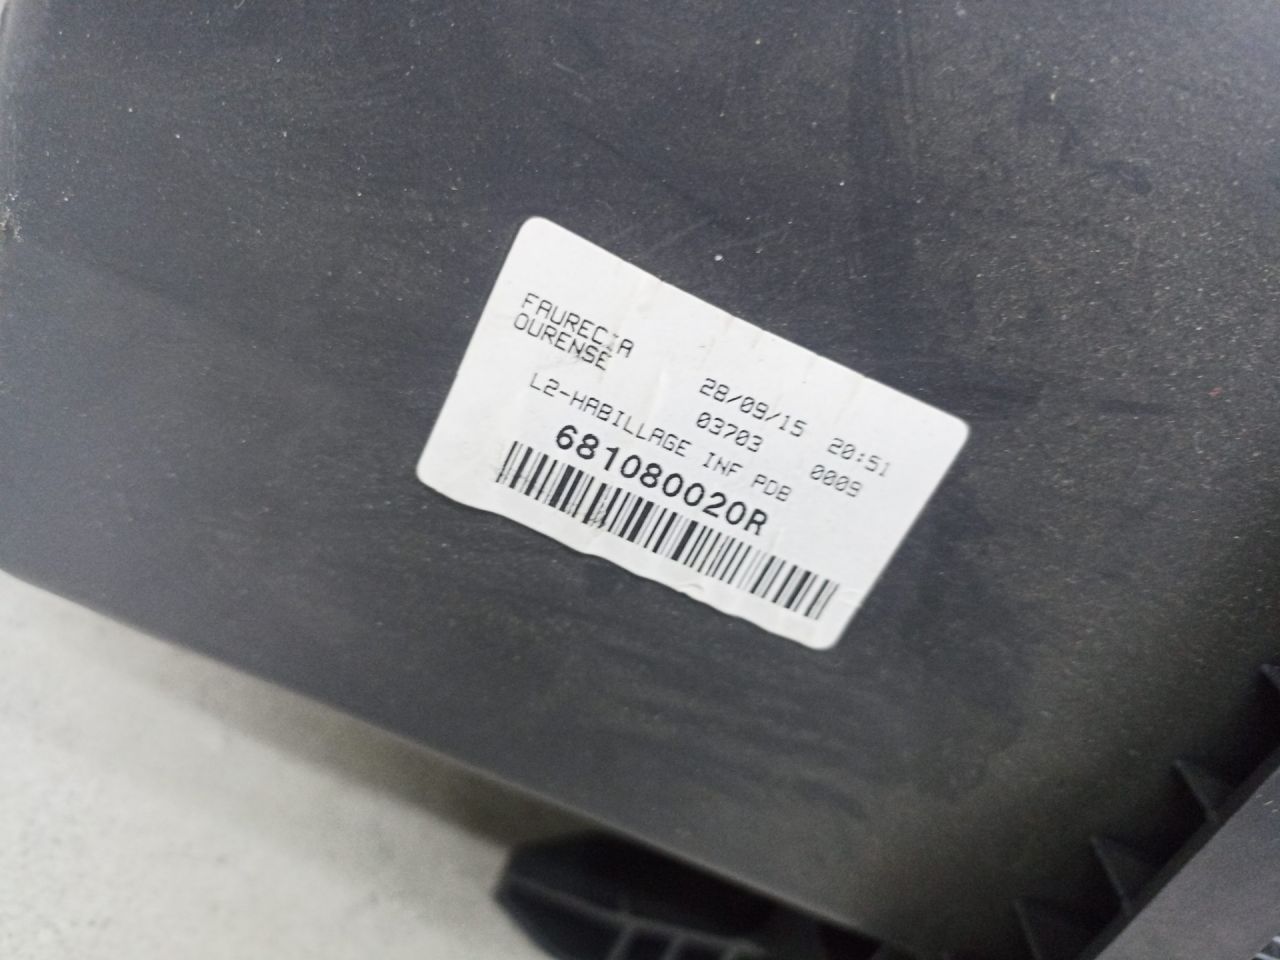 FAURECIA
OURENSE
28/09/15 20:51
03703 0009
L2-HABILLAGE INF PDB
681080020R